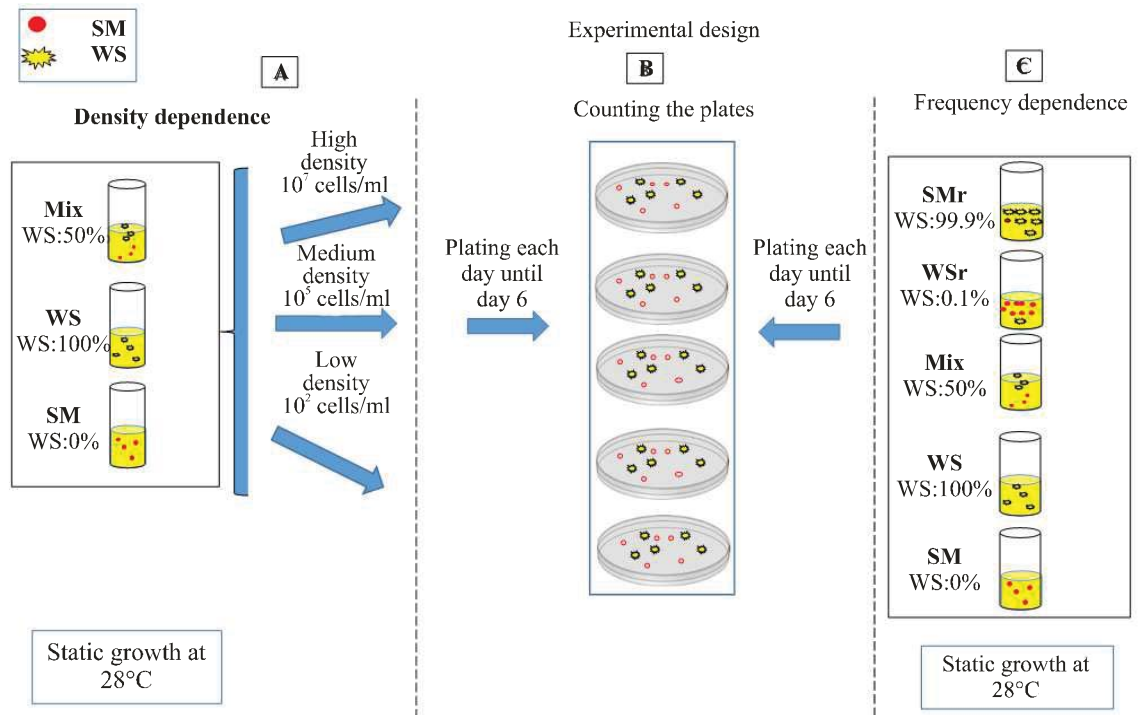 SM
WS
Experimental design
A
B
C
Density dependence
Counting the plates
Frequency dependence
Mix
WS:50%
WS
WS:100%
SM
WS:0%
High
density
10⁷ cells/ml
Medium
density
10⁵ cells/ml
Low
density
10² cells/ml
Plating each
day until
day 6
Plating each
day until
day 6
SMr
WS:99.9%
WSr
WS:0.1%
Mix
WS:50%
WS
WS:100%
SM
WS:0%
Static growth at
28°C
Static growth at
28°C